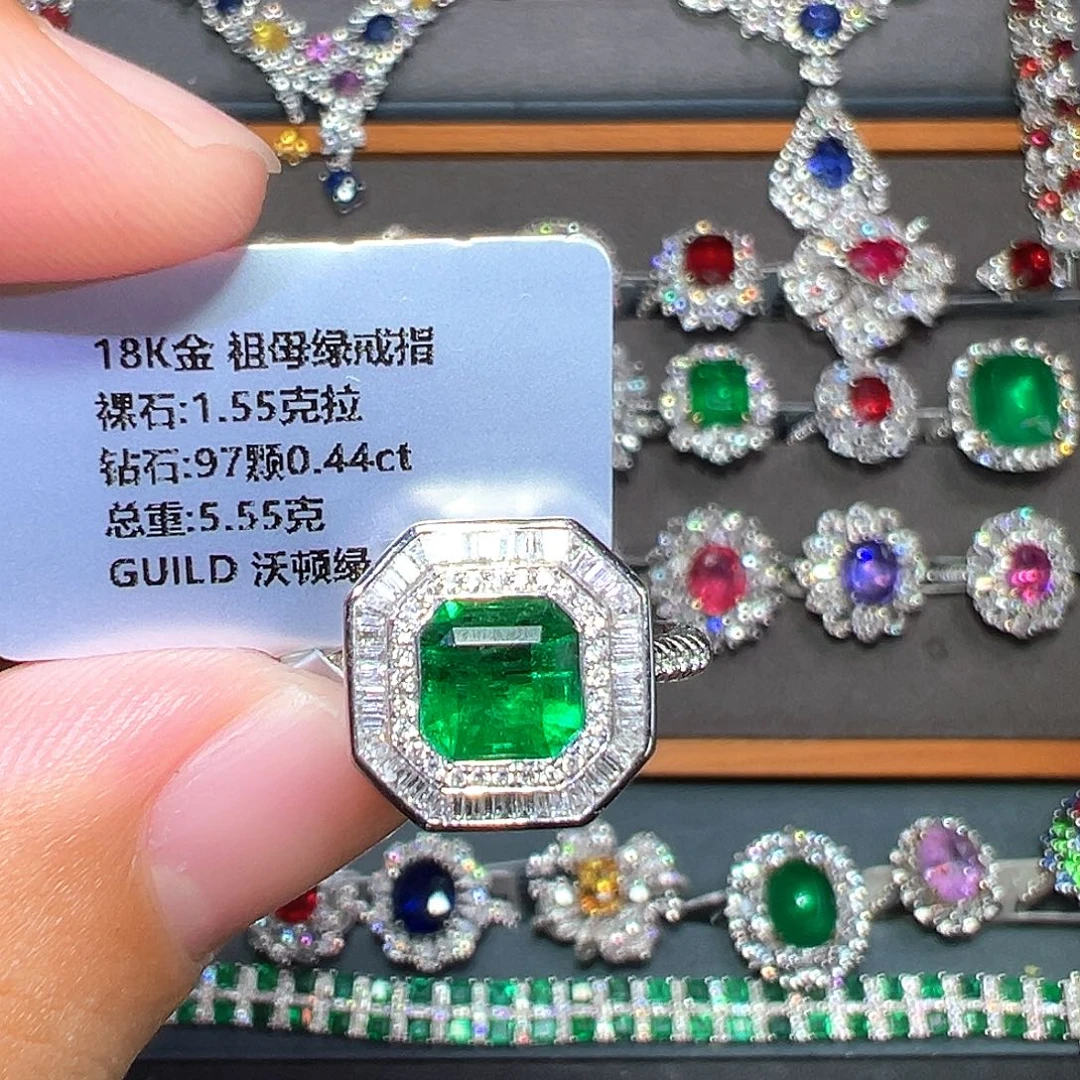 18K金 祖母绿戒指
裸石:1.55克拉
钻石:97颗0.44ct
总重:5.55克
GUILD 沃顿绿